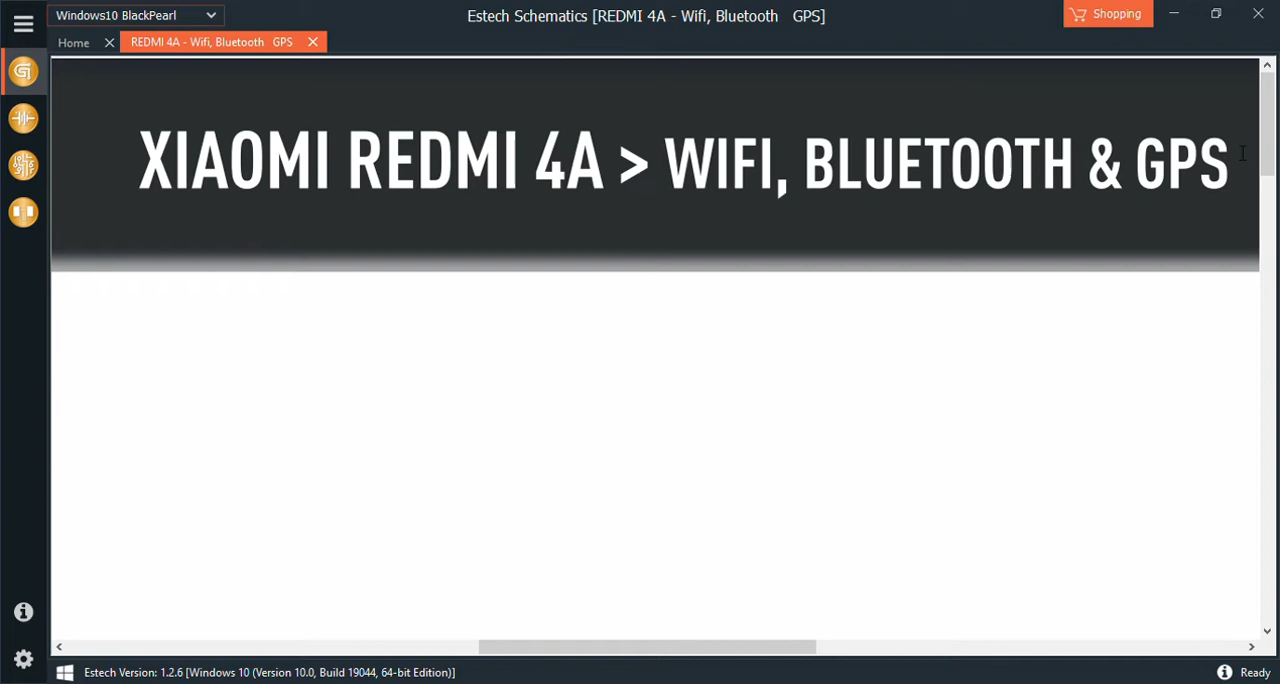 Windows10 BlackPearl
Estech Schematics [REDMI 4A - Wifi, Bluetooth   GPS]
Shopping
Home
REDMI 4A - Wifi, Bluetooth   GPS
XIAOMI REDMI 4A > WIFI, BLUETOOTH & GPS
Estech Version: 1.2.6 [Windows 10 (Version 10.0, Build 19044, 64-bit Edition)]
Ready